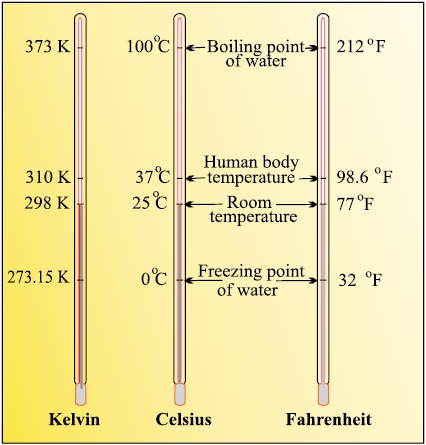 373 K 100°C Boiling point of water 212 °F
310 K 37°C Human body temperature 98.6 °F
298 K 25°C Room temperature 77°F
273.15 K 0°C Freezing point of water 32 °F
Kelvin Celsius Fahrenheit